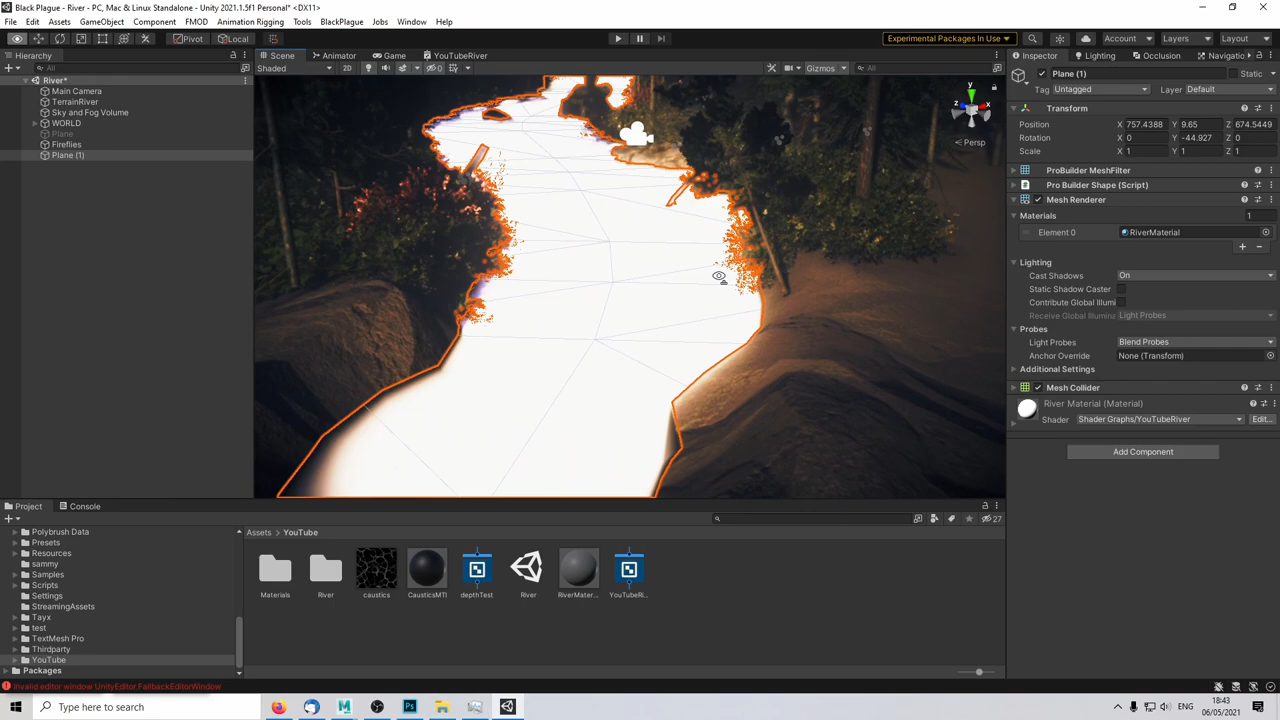 Black Plague - River - PC, Mac & Linux Standalone - Unity 2021.1.5f1 Personal* <DX11>
File Edit Assets GameObject Component FMOD Animation Rigging Tools BlackPlague Jobs Window Help
Pivot Local Experimental Packages In Use Account Layers Layout
Hierarchy Scene Animator Game YouTubeRiver Inspector Lighting Occlusion Navigatio
All Shaded 2D 0 Gizmos All
Plane (1) Static
River*
Main Camera
TerrainRiver
Sky and Fog Volume
WORLD
Plane
Fireflies
Plane (1)
y
z x
Persp
Tag Untagged Layer Default
Transform
Position X 757.4388 Y 9.85 Z 674.5449
Rotation X 0 Y -44.927 Z 0
Scale X 1 Y 1 Z 1
ProBuilder MeshFilter
Pro Builder Shape (Script)
Mesh Renderer
Materials 1
Element 0 RiverMaterial
Lighting
Cast Shadows On
Static Shadow Caster
Contribute Global Illumi
Receive Global Illumina Light Probes
Probes
Light Probes Blend Probes
Anchor Override None (Transform)
Additional Settings
Mesh Collider
River Material (Material)
Shader Shader Graphs/YouTubeRiver Edit...
Add Component
Project Console
27
Polybrush Data
Presets
Resources
sammy
Samples
Scripts
Settings
StreamingAssets
Tayx
test
TextMesh Pro
Thirdparty
YouTube
Packages
Assets > YouTube
Materials River caustics CausticsMTl depthTest River RiverMater... YouTubeRi...
Invalid editor window UnityEditor.FallbackEditorWindow
Type here to search
ENG
18:43
06/05/2021